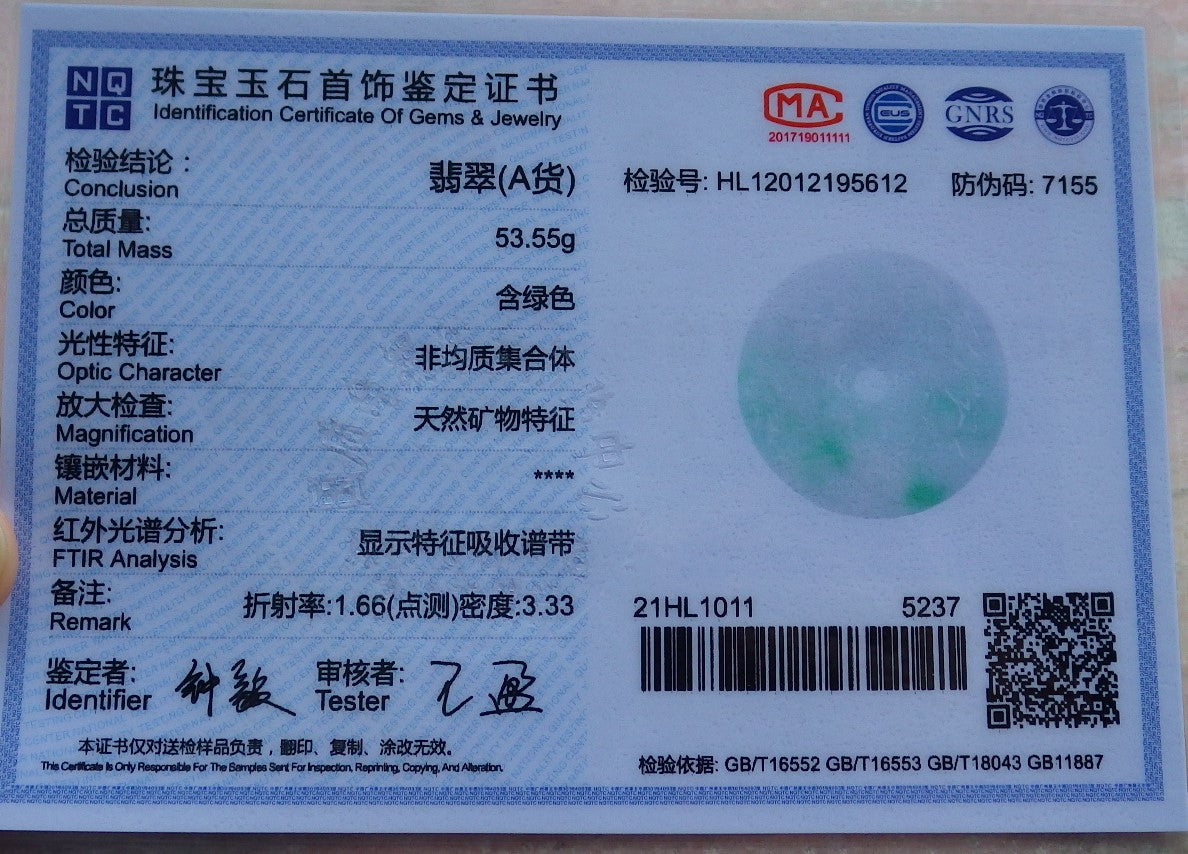 NQ
TC
珠宝玉石首饰鉴定证书
Identification Certificate Of Gems & Jewelry
MA
201719011111
GNRS
检验结论：
Conclusion
翡翠(A货)
检验号: HL12012195612
防伪码: 7155
总质量:
Total Mass
53.55g
颜色:
Color
含绿色
光性特征:
Optic Character
非均质集合体
放大检查:
Magnification
天然矿物特征
镶嵌材料:
Material
****
红外光谱分析:
FTIR Analysis
显示特征吸收谱带
备注:
Remark
折射率:1.66(点测)密度:3.33
21HL1011
5237
鉴定者:
Identifier
审核者:
Tester
本证书仅对送检样品负责，翻印、复制、涂改无效。
This Certificate Is Only Responsible For The Samples Sent For Inspection, Reprinting, Copying, And Alteration.
检验依据: GB/T16552 GB/T16553 GB/T18043 GB11887